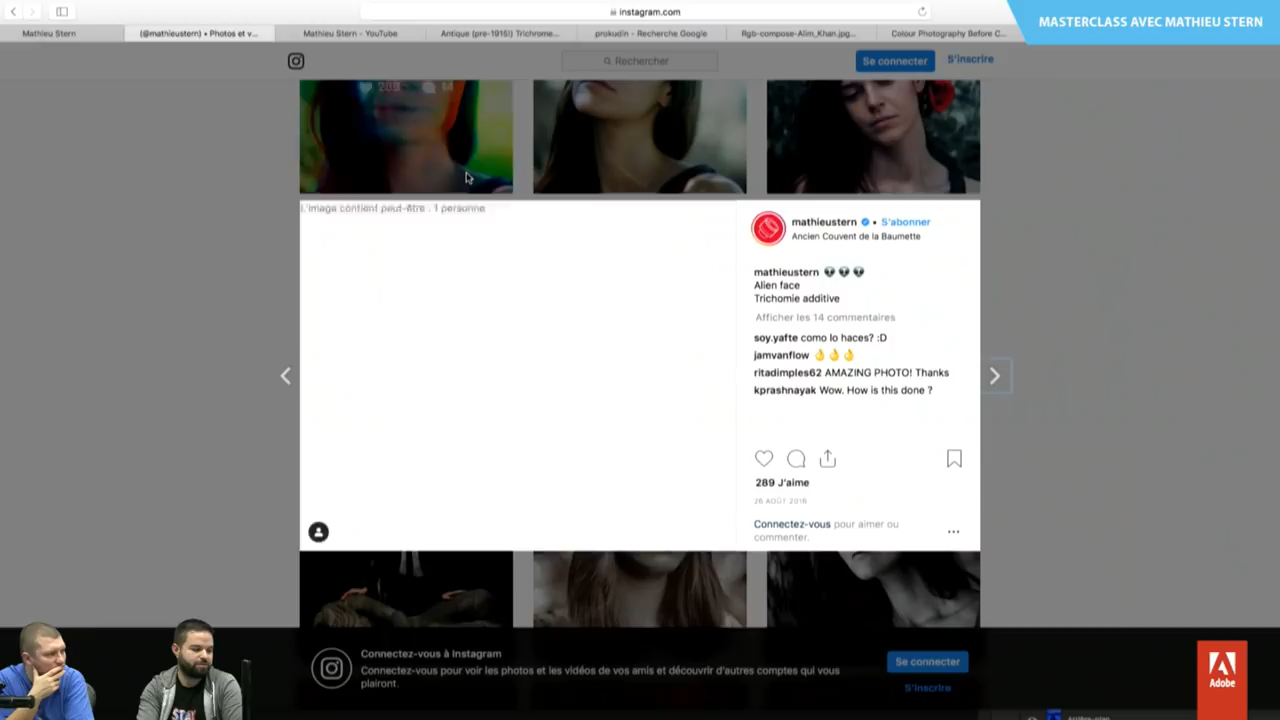 instagram.com
MASTERCLASS AVEC MATHIEU STERN
Mathieu Stern
(@mathieustern) • Photos et v...
Mathieu Stern - YouTube
Antique (pre-1915!) Trichrome...
prokudin - Recherche Google
Rgb-compose-Alim_Khan.jpg...
Colour Photography Before C...
Rechercher
Se connecter
S'inscrire
289
14
L'image contient peut-être : 1 personne
mathieustern • S'abonner
Ancien Couvent de la Baumette
mathieustern 👽 👽 👽
Alien face
Trichomie additive
Afficher les 14 commentaires
soy.yafte como lo haces? :D
jamvanflow 👌👌👌
ritadimples62 AMAZING PHOTO! Thanks
kprashnayak Wow. How is this done ?
289 J'aime
26 AOÛT 2016
Connectez-vous pour aimer ou
commenter.
Connectez-vous à Instagram
Connectez-vous pour voir les photos et les vidéos de vos amis et découvrir d'autres comptes qui vous
plairont.
Se connecter
S'inscrire
STAY
Adobe